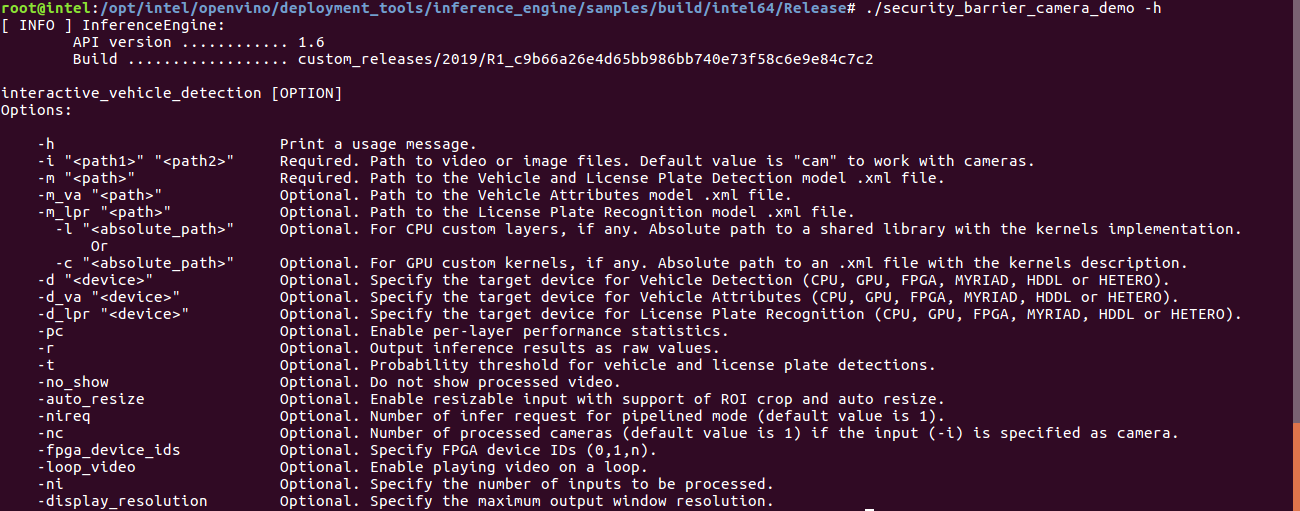 root@intel:/opt/intel/openvino/deployment_tools/inference_engine/samples/build/intel64/Release# ./security_barrier_camera_demo -h
[ INFO ] InferenceEngine:
        API version ............ 1.6
        Build .................. custom_releases/2019/R1_c9b66a26e4d65bb986bb740e73f58c6e9e84c7c2

interactive_vehicle_detection [OPTION]
Options:

    -h                         Print a usage message.
    -i "<path1>" "<path2>"     Required. Path to video or image files. Default value is "cam" to work with cameras.
    -m "<path>"                Required. Path to the Vehicle and License Plate Detection model .xml file.
    -m_va "<path>"             Optional. Path to the Vehicle Attributes model .xml file.
    -m_lpr "<path>"            Optional. Path to the License Plate Recognition model .xml file.
      -l "<absolute_path>"     Optional. For CPU custom layers, if any. Absolute path to a shared library with the kernels implementation.
          Or
      -c "<absolute_path>"     Optional. For GPU custom kernels, if any. Absolute path to an .xml file with the kernels description.
    -d "<device>"              Optional. Specify the target device for Vehicle Detection (CPU, GPU, FPGA, MYRIAD, HDDL or HETERO).
    -d_va "<device>"           Optional. Specify the target device for Vehicle Attributes (CPU, GPU, FPGA, MYRIAD, HDDL or HETERO).
    -d_lpr "<device>"          Optional. Specify the target device for License Plate Recognition (CPU, GPU, FPGA, MYRIAD, HDDL or HETERO).
    -pc                        Optional. Enable per-layer performance statistics.
    -r                         Optional. Output inference results as raw values.
    -t                         Optional. Probability threshold for vehicle and license plate detections.
    -no_show                   Optional. Do not show processed video.
    -auto_resize               Optional. Enable resizable input with support of ROI crop and auto resize.
    -nireq                     Optional. Number of infer request for pipelined mode (default value is 1).
    -nc                        Optional. Number of processed cameras (default value is 1) if the input (-i) is specified as camera.
    -fpga_device_ids           Optional. Specify FPGA device IDs (0,1,n).
    -loop_video                Optional. Enable playing video on a loop.
    -ni                        Optional. Specify the number of inputs to be processed.
    -display_resolution        Optional. Specify the maximum output window resolution.